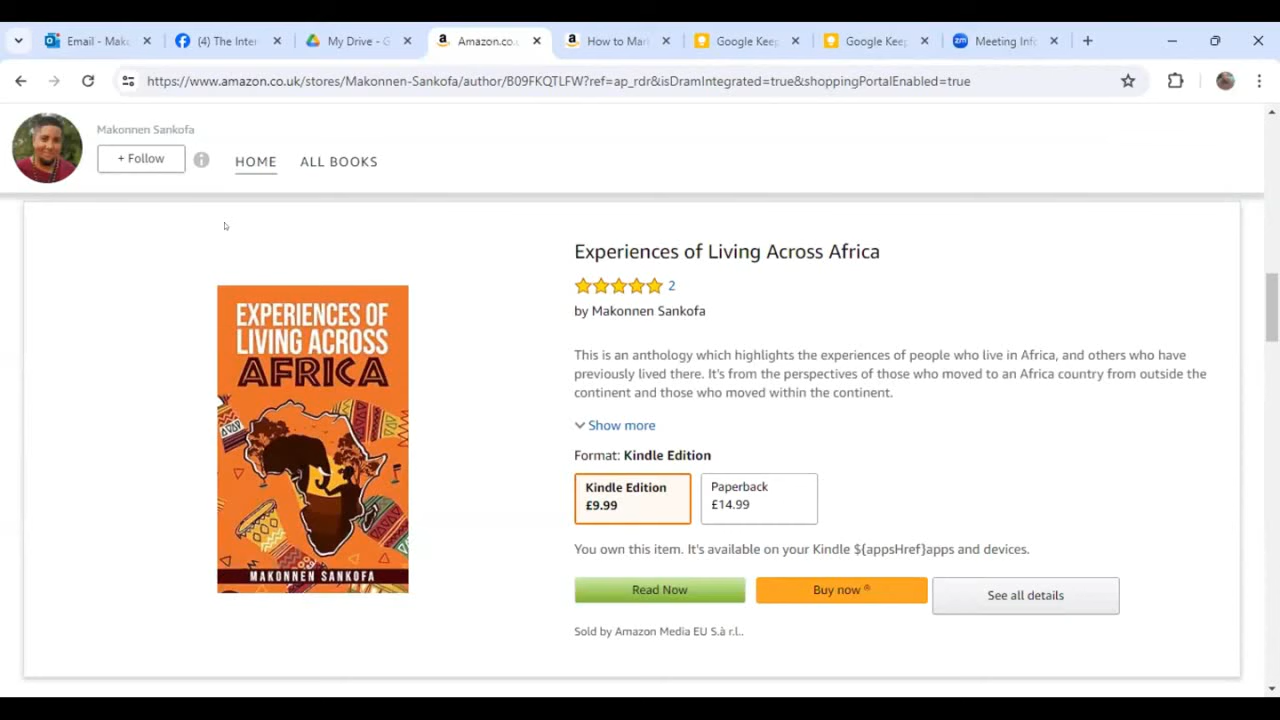 Email - Mako
(4) The Inter
My Drive - G
Amazon.co.
How to Mar
Google Keep
Google Keep
Meeting Info
https://www.amazon.co.uk/stores/Makonnen-Sankofa/author/B09FKQTLFW?ref=ap_rdr&isDramIntegrated=true&shoppingPortalEnabled=true
Makonnen Sankofa
+ Follow
HOME
ALL BOOKS
EXPERIENCES OF
LIVING ACROSS
AFRICA
MAKONNEN SANKOFA
Experiences of Living Across Africa
2
by Makonnen Sankofa
This is an anthology which highlights the experiences of people who live in Africa, and others who have
previously lived there. It's from the perspectives of those who moved to an Africa country from outside the
continent and those who moved within the continent.
Show more
Format: Kindle Edition
Kindle Edition
£9.99
Paperback
£14.99
You own this item. It's available on your Kindle ${appsHref}apps and devices.
Read Now
Buy now
See all details
Sold by Amazon Media EU S.à r.l..